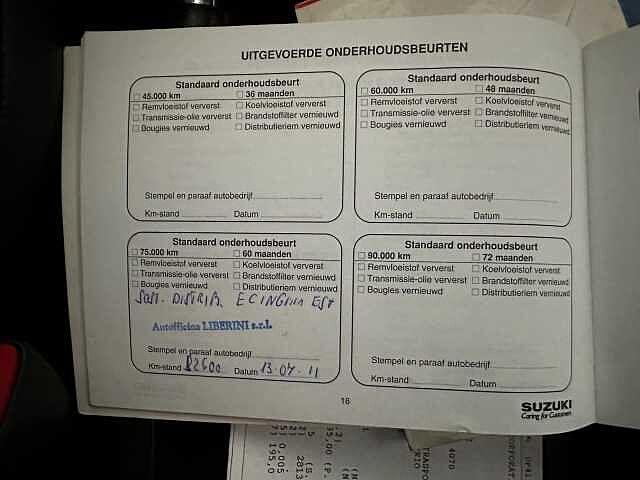 UITGEVOERDE ONDERHOUDSBEURTEN
Standaard onderhoudsbeurt
45.000 km 36 maanden
Remvloeistof ververst Koelvloeistof ververst
Transmissie-olie ververst Brandstoffilter vernieuwd
Bougies vernieuwd Distributieriem vernieuwd
Stempel en paraaf autobedrijf
Km-stand Datum
Standaard onderhoudsbeurt
60.000 km 48 maanden
Remvloeistof ververst Koelvloeistof ververst
Transmissie-olie ververst Brandstoffilter vernieuwd
Bougies vernieuwd Distributieriem vernieuwd
Stempel en paraaf autobedrijf
Km-stand Datum
Standaard onderhoudsbeurt
75.000 km 60 maanden
Remvloeistof ververst Koelvloeistof ververst
Transmissie-olie ververst Brandstoffilter vernieuwd
Bougies vernieuwd Distributieriem vernieuwd
SOST. DISTRIB. E CINGHIA EST
Autofficina LIBERINI s.r.l.
Stempel en paraaf autobedrijf
Km-stand 82500 Datum 13-07-11
Standaard onderhoudsbeurt
90.000 km 72 maanden
Remvloeistof ververst Koelvloeistof ververst
Transmissie-olie ververst Brandstoffilter vernieuwd
Bougies vernieuwd Distributieriem vernieuwd
Stempel en paraaf autobedrijf
Km-stand Datum
16
SUZUKI
Caring for Customers